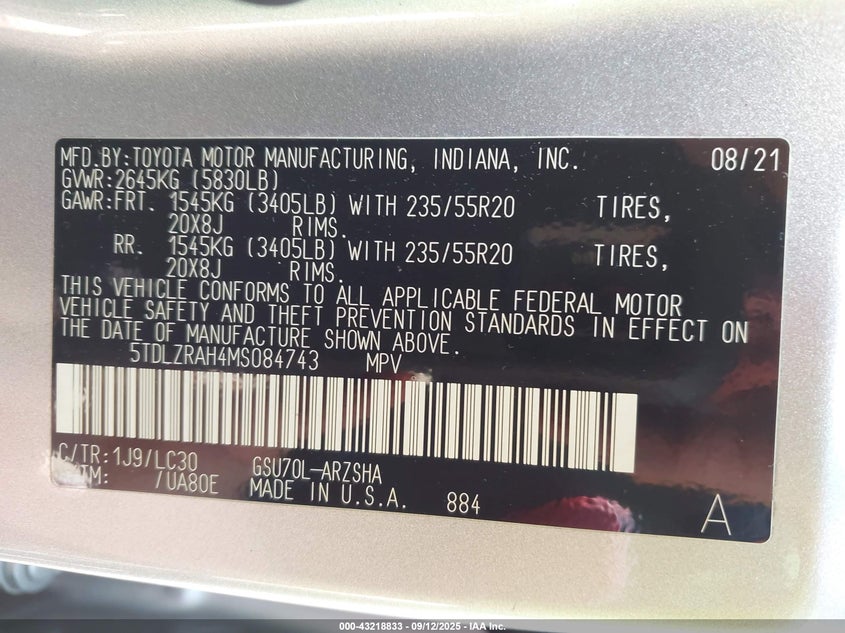 MFD.BY:TOYOTA MOTOR MANUFACTURING, INDIANA, INC. 08/21
GVWR:2645KG (5830LB)
GAWR:FRT. 1545KG (3405LB) WITH 235/55R20 TIRES,
20X8J RIMS.
RR. 1545KG (3405LB) WITH 235/55R20 TIRES,
20X8J RIMS.
THIS VEHICLE CONFORMS TO ALL APPLICABLE FEDERAL MOTOR
VEHICLE SAFETY AND THEFT PREVENTION STANDARDS IN EFFECT ON
THE DATE OF MANUFACTURE SHOWN ABOVE.
5TDLZRAH4MS084743 MPV
C/TR:1J9/LC30 GSU70L-ARZSHA
/UA80E MADE IN U.S.A. 884 A
000-43218833 - 09/12/2025 - IAA Inc.